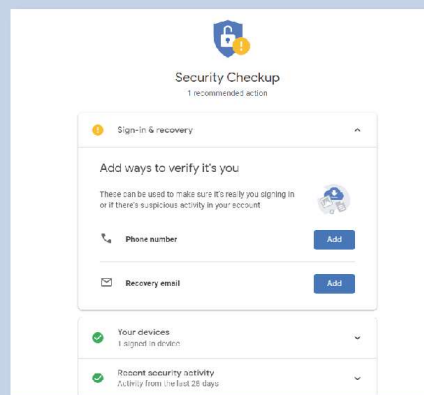 Security Checkup
1 recommended action
Sign-in & recovery
Add ways to verify it's you
These can be used to make sure it's really you signing in
or if there's suspicious activity in your account
Phone number
Add
Recovery email
Add
Your devices
1 signed in device
Recent security activity
Activity from the last 28 days